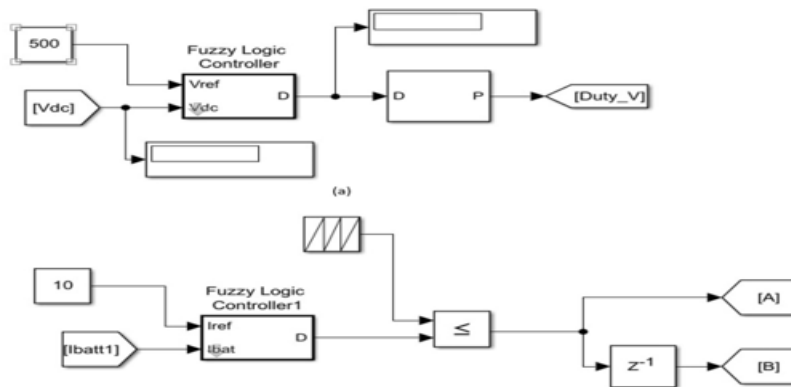 500
Fuzzy Logic
Controller
Vref
Vdc
D
[Vdc]
D
P
[Duty_V]
(a)
10
Fuzzy Logic
Controller1
Iref
Ibat
D
[Ibatt1]
≤
[A]
z-1
[B]